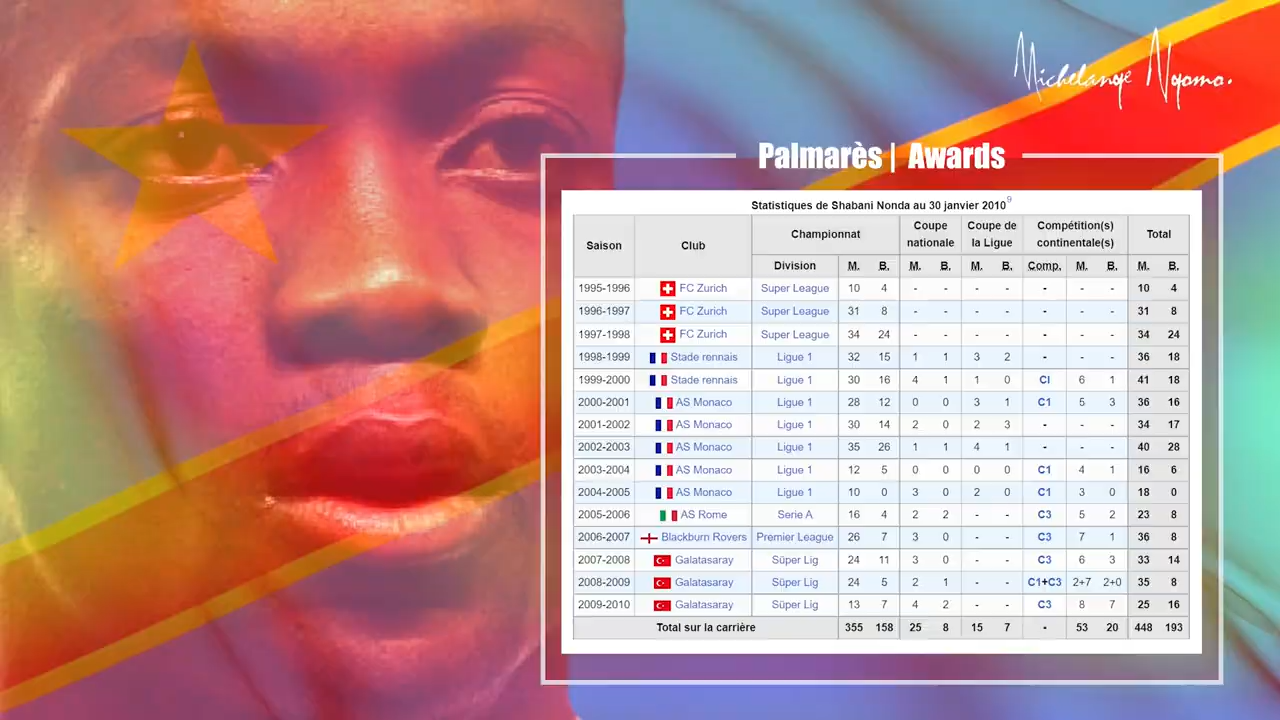 Michelange Ngomo.
Palmarès | Awards
Statistiques de Shabani Nonda au 30 janvier 2010⁹
Saison Club Championnat Coupe nationale Coupe de la Ligue Compétition(s) continentale(s) Total
Division M. B. M. B. M. B. Comp. M. B. M. B.
1995-1996 FC Zurich Super League 10 4 - - - - - - - 10 4
1996-1997 FC Zurich Super League 31 8 - - - - - - - 31 8
1997-1998 FC Zurich Super League 34 24 - - - - - - - 34 24
1998-1999 Stade rennais Ligue 1 32 15 1 1 3 2 - - - 36 18
1999-2000 Stade rennais Ligue 1 30 16 4 1 1 0 CI 6 1 41 18
2000-2001 AS Monaco Ligue 1 28 12 0 0 3 1 C1 5 3 36 16
2001-2002 AS Monaco Ligue 1 30 14 2 0 2 3 - - - 34 17
2002-2003 AS Monaco Ligue 1 35 26 1 1 4 1 - - - 40 28
2003-2004 AS Monaco Ligue 1 12 5 0 0 0 0 C1 4 1 16 6
2004-2005 AS Monaco Ligue 1 10 0 3 0 2 0 C1 3 0 18 0
2005-2006 AS Rome Serie A 16 4 2 2 - - C3 5 2 23 8
2006-2007 Blackburn Rovers Premier League 26 7 3 0 - - C3 7 1 36 8
2007-2008 Galatasaray Süper Lig 24 11 3 0 - - C3 6 3 33 14
2008-2009 Galatasaray Süper Lig 24 5 2 1 - - C1+C3 2+7 2+0 35 8
2009-2010 Galatasaray Süper Lig 13 7 4 2 - - C3 8 7 25 16
Total sur la carrière 355 158 25 8 15 7 - 53 20 448 193